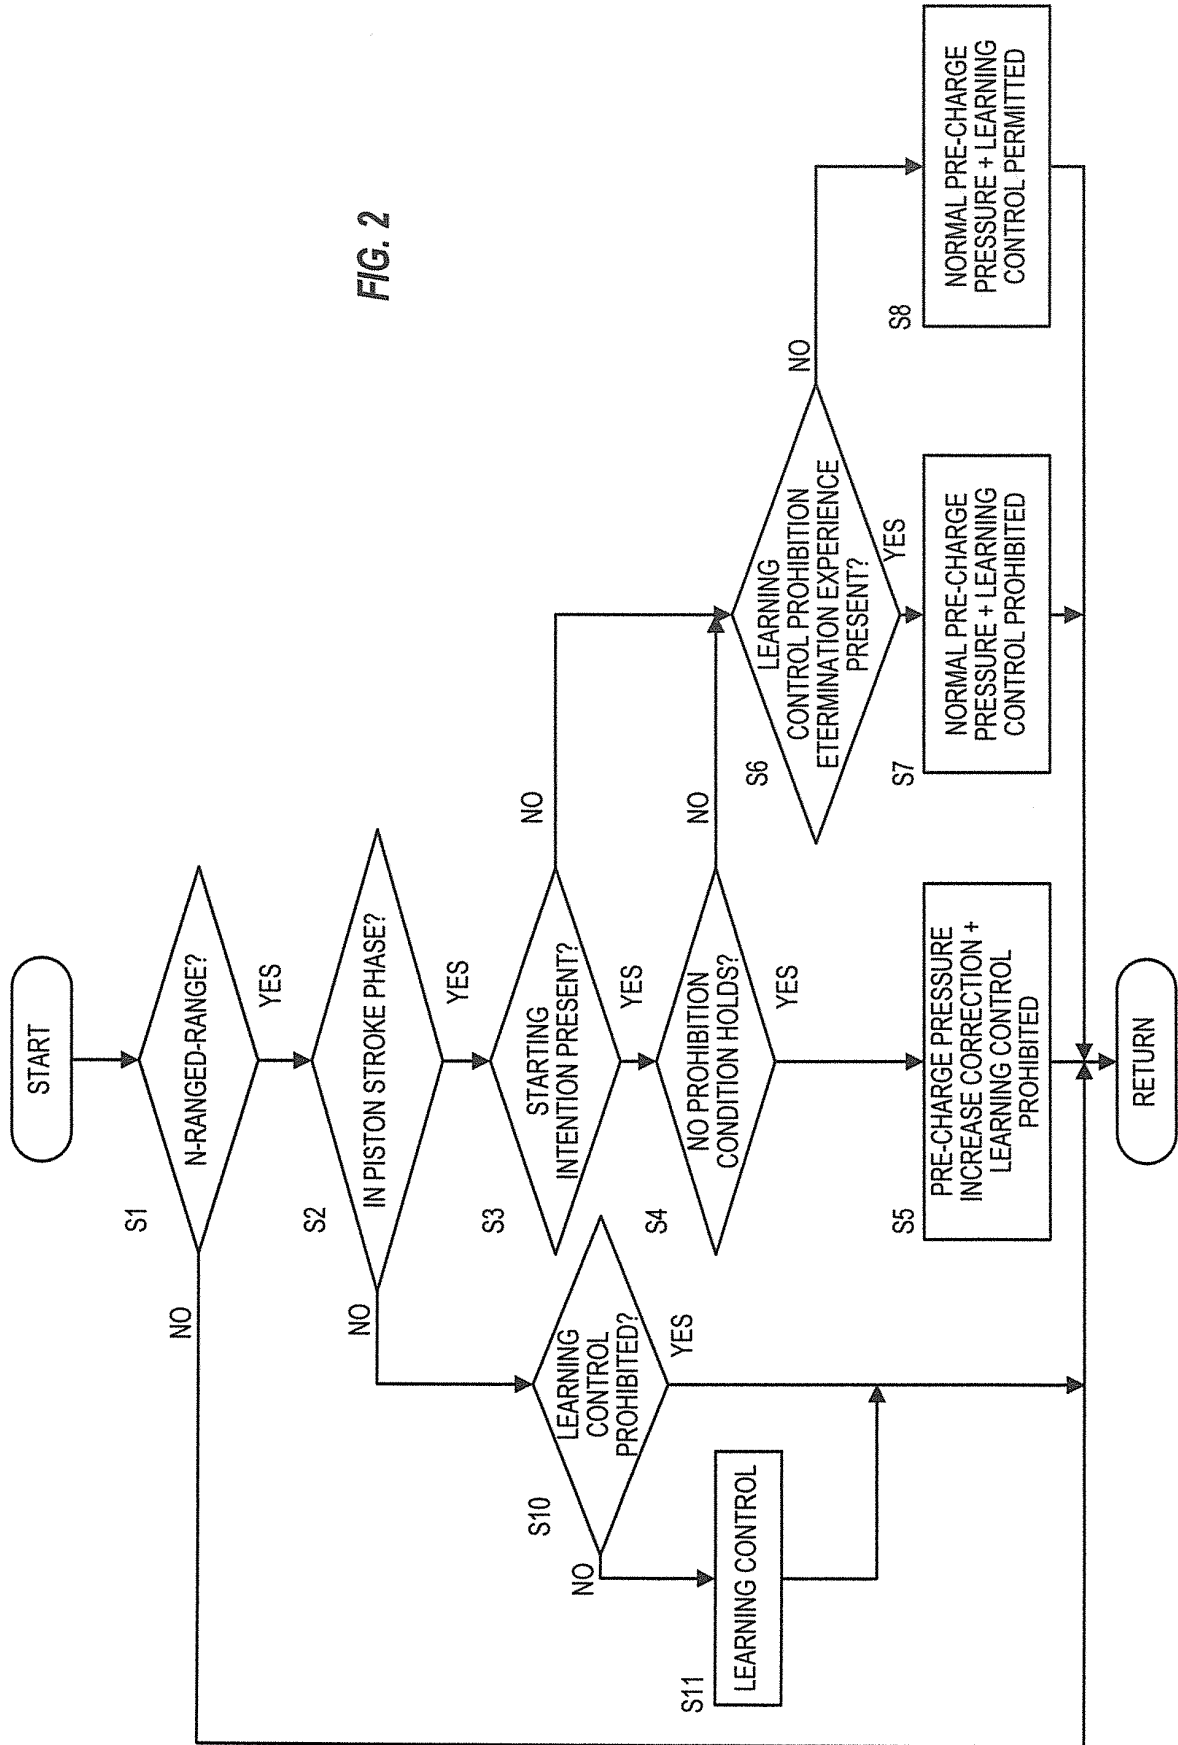 FIG. 2
START
S1
N-RANGED-RANGE?
NO
YES
S2
IN PISTON STROKE PHASE?
NO
YES
S3
STARTING
INTENTION PRESENT?
NO
YES
S4
NO PROHIBITION
CONDITION HOLDS?
NO
YES
S5
PRE-CHARGE PRESSURE
INCREASE CORRECTION +
LEARNING CONTROL
PROHIBITED
S6
LEARNING
CONTROL PROHIBITION
ETERMINATION EXPERIENCE
PRESENT?
NO
YES
S7
NORMAL PRE-CHARGE
PRESSURE + LEARNING
CONTROL PROHIBITED
S8
NORMAL PRE-CHARGE
PRESSURE + LEARNING
CONTROL PERMITTED
S10
LEARNING
CONTROL
PROHIBITED?
NO
YES
S11
LEARNING CONTROL
RETURN